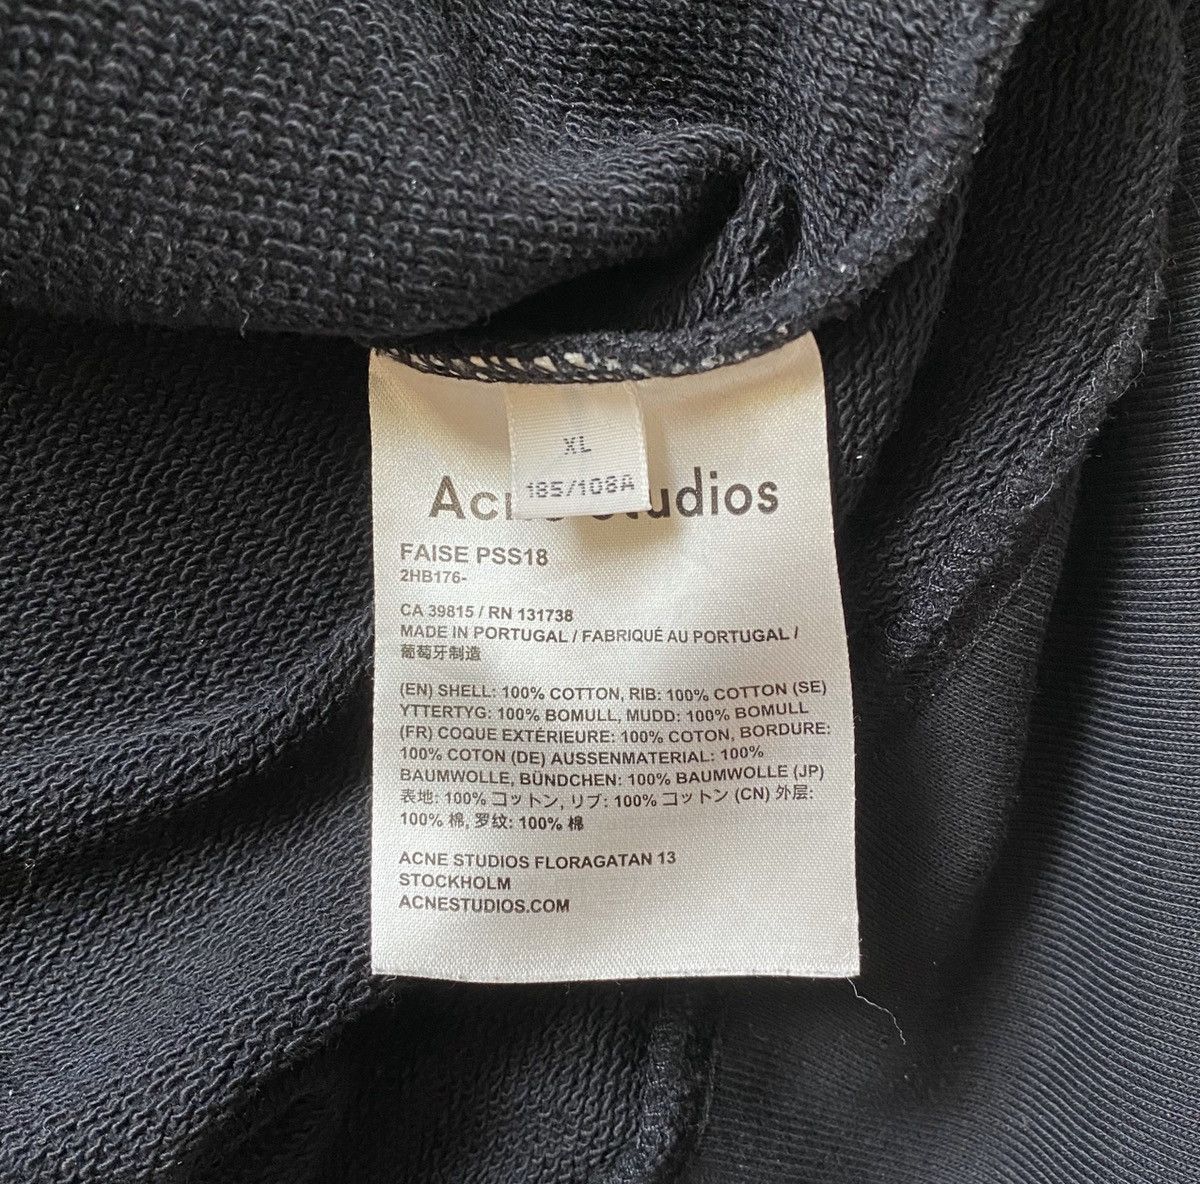 XL
185/108A
Acne Studios
FAISE PSS18
2HB176-
CA 39815 / RN 131738
MADE IN PORTUGAL / FABRIQUÉ AU PORTUGAL /
葡萄牙制造
(EN) SHELL: 100% COTTON, RIB: 100% COTTON (SE)
YTTERTYG: 100% BOMULL, MUDD: 100% BOMULL
(FR) COQUE EXTÉRIEURE: 100% COTON, BORDURE:
100% COTON (DE) AUSSENMATERIAL: 100%
BAUMWOLLE, BÜNDCHEN: 100% BAUMWOLLE (JP)
表地: 100% コットン, リブ: 100% コットン (CN) 外层:
100% 棉, 罗纹: 100% 棉
ACNE STUDIOS FLORAGATAN 13
STOCKHOLM
ACNESTUDIOS.COM